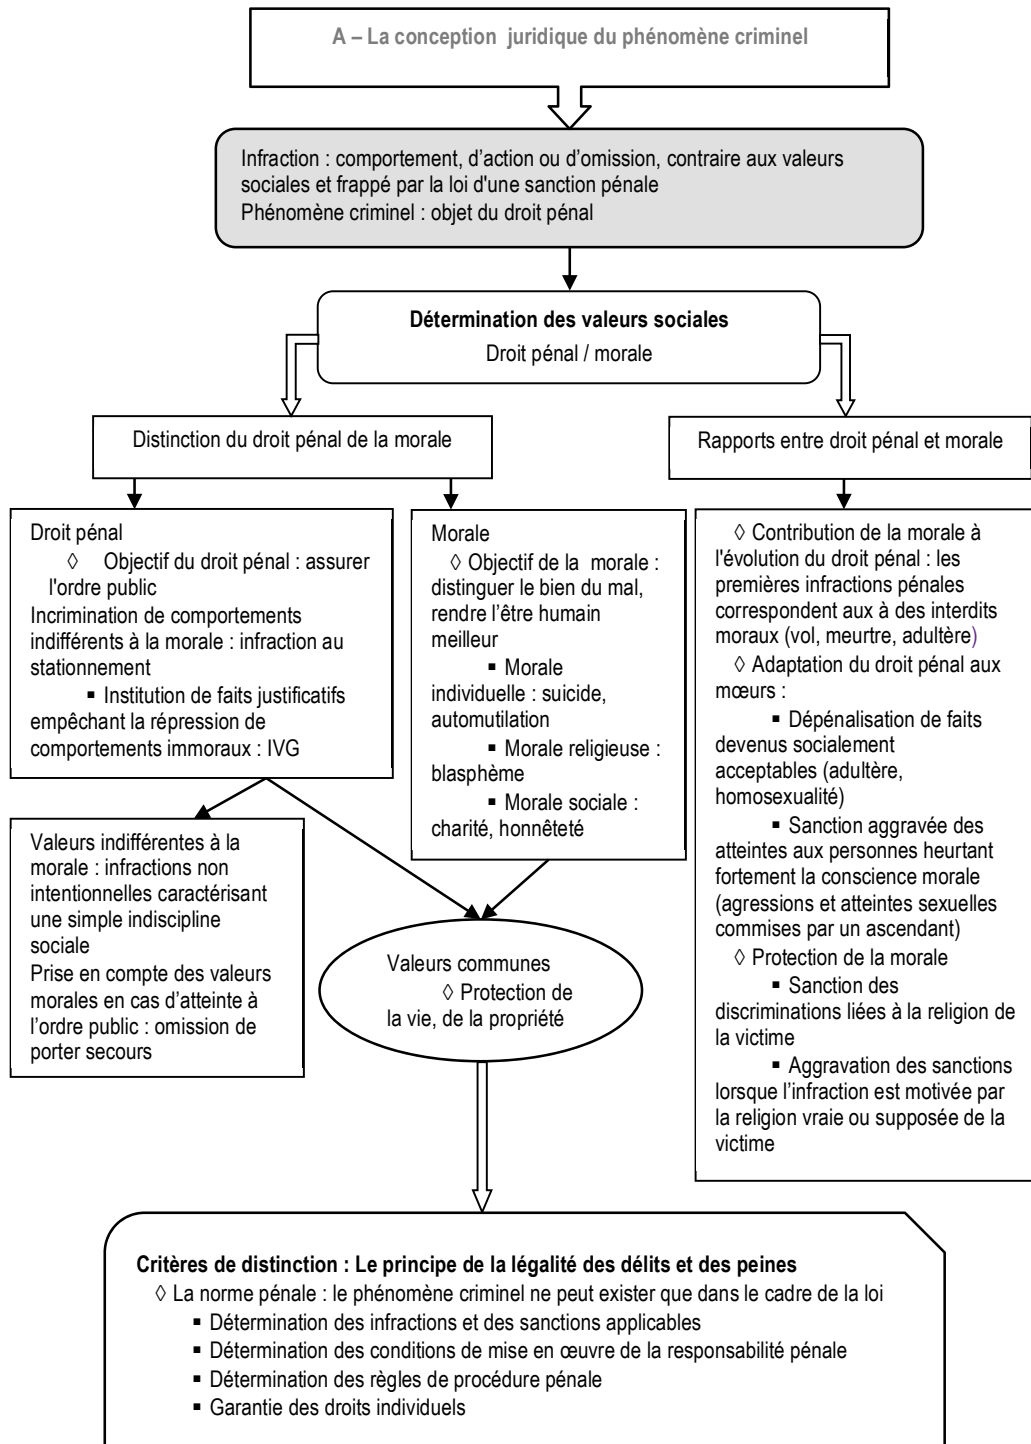 A – La conception juridique du phénomène criminel
Infraction : comportement, d’action ou d’omission, contraire aux valeurs
sociales et frappé par la loi d'une sanction pénale
Phénomène criminel : objet du droit pénal
Détermination des valeurs sociales
Droit pénal / morale
Distinction du droit pénal de la morale
Rapports entre droit pénal et morale
Droit pénal
◊ Objectif du droit pénal : assurer
l'ordre public
Incrimination de comportements
indifférents à la morale : infraction au
stationnement
▪ Institution de faits justificatifs
empêchant la répression de
comportements immoraux : IVG
Morale
◊ Objectif de la morale :
distinguer le bien du mal,
rendre l’être humain
meilleur
▪ Morale
individuelle : suicide,
automutilation
▪ Morale religieuse :
blasphème
▪ Morale sociale :
charité, honnêteté
◊ Contribution de la morale à
l'évolution du droit pénal : les
premières infractions pénales
correspondent aux à des interdits
moraux (vol, meurtre, adultère)
◊ Adaptation du droit pénal aux
mœurs :
▪ Dépénalisation de faits
devenus socialement
acceptables (adultère,
homosexualité)
▪ Sanction aggravée des
atteintes aux personnes heurtant
fortement la conscience morale
(agressions et atteintes sexuelles
commises par un ascendant)
◊ Protection de la morale
▪ Sanction des
discriminations liées à la religion de
la victime
▪ Aggravation des sanctions
lorsque l’infraction est motivée par
la religion vraie ou supposée de la
victime
Valeurs indifférentes à la
morale : infractions non
intentionnelles caractérisant
une simple indiscipline
sociale
Prise en compte des valeurs
morales en cas d’atteinte à
l’ordre public : omission de
porter secours
Valeurs communes
◊ Protection de
la vie, de la propriété
Critères de distinction : Le principe de la légalité des délits et des peines
◊ La norme pénale : le phénomène criminel ne peut exister que dans le cadre de la loi
▪ Détermination des infractions et des sanctions applicables
▪ Détermination des conditions de mise en œuvre de la responsabilité pénale
▪ Détermination des règles de procédure pénale
▪ Garantie des droits individuels